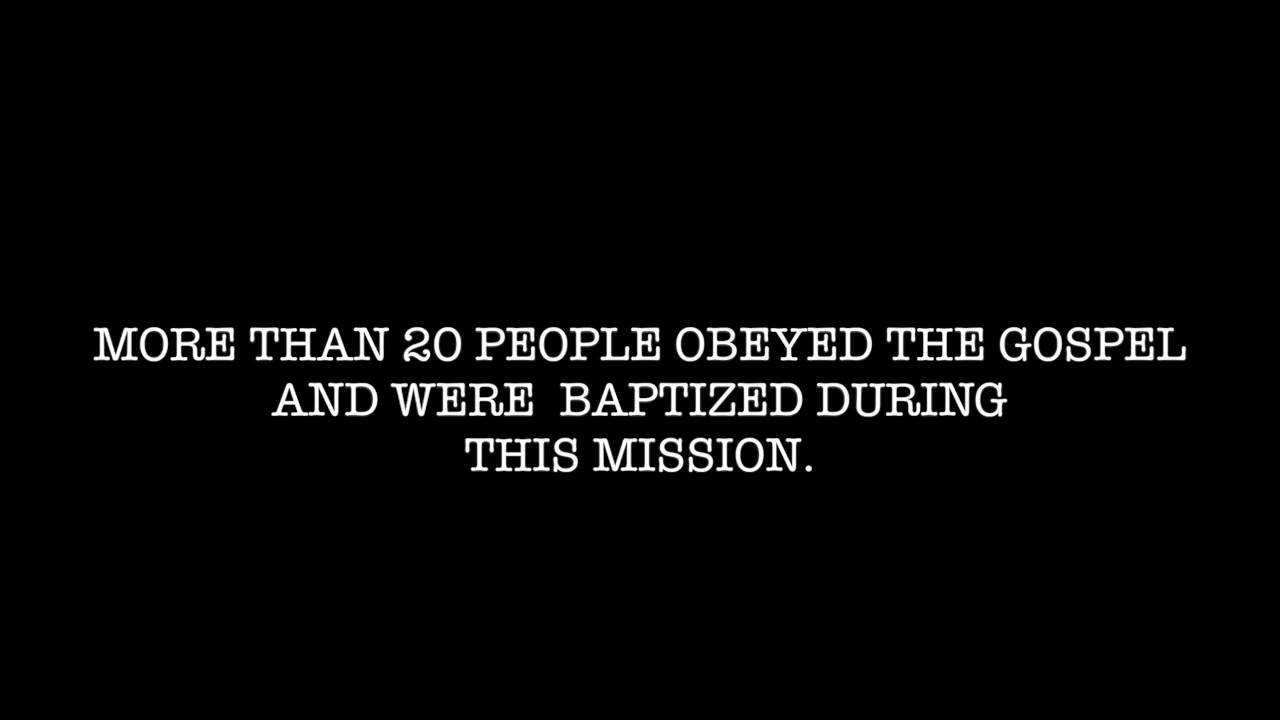 MORE THAN 20 PEOPLE OBEYED THE GOSPEL
AND WERE  BAPTIZED DURING
THIS MISSION.